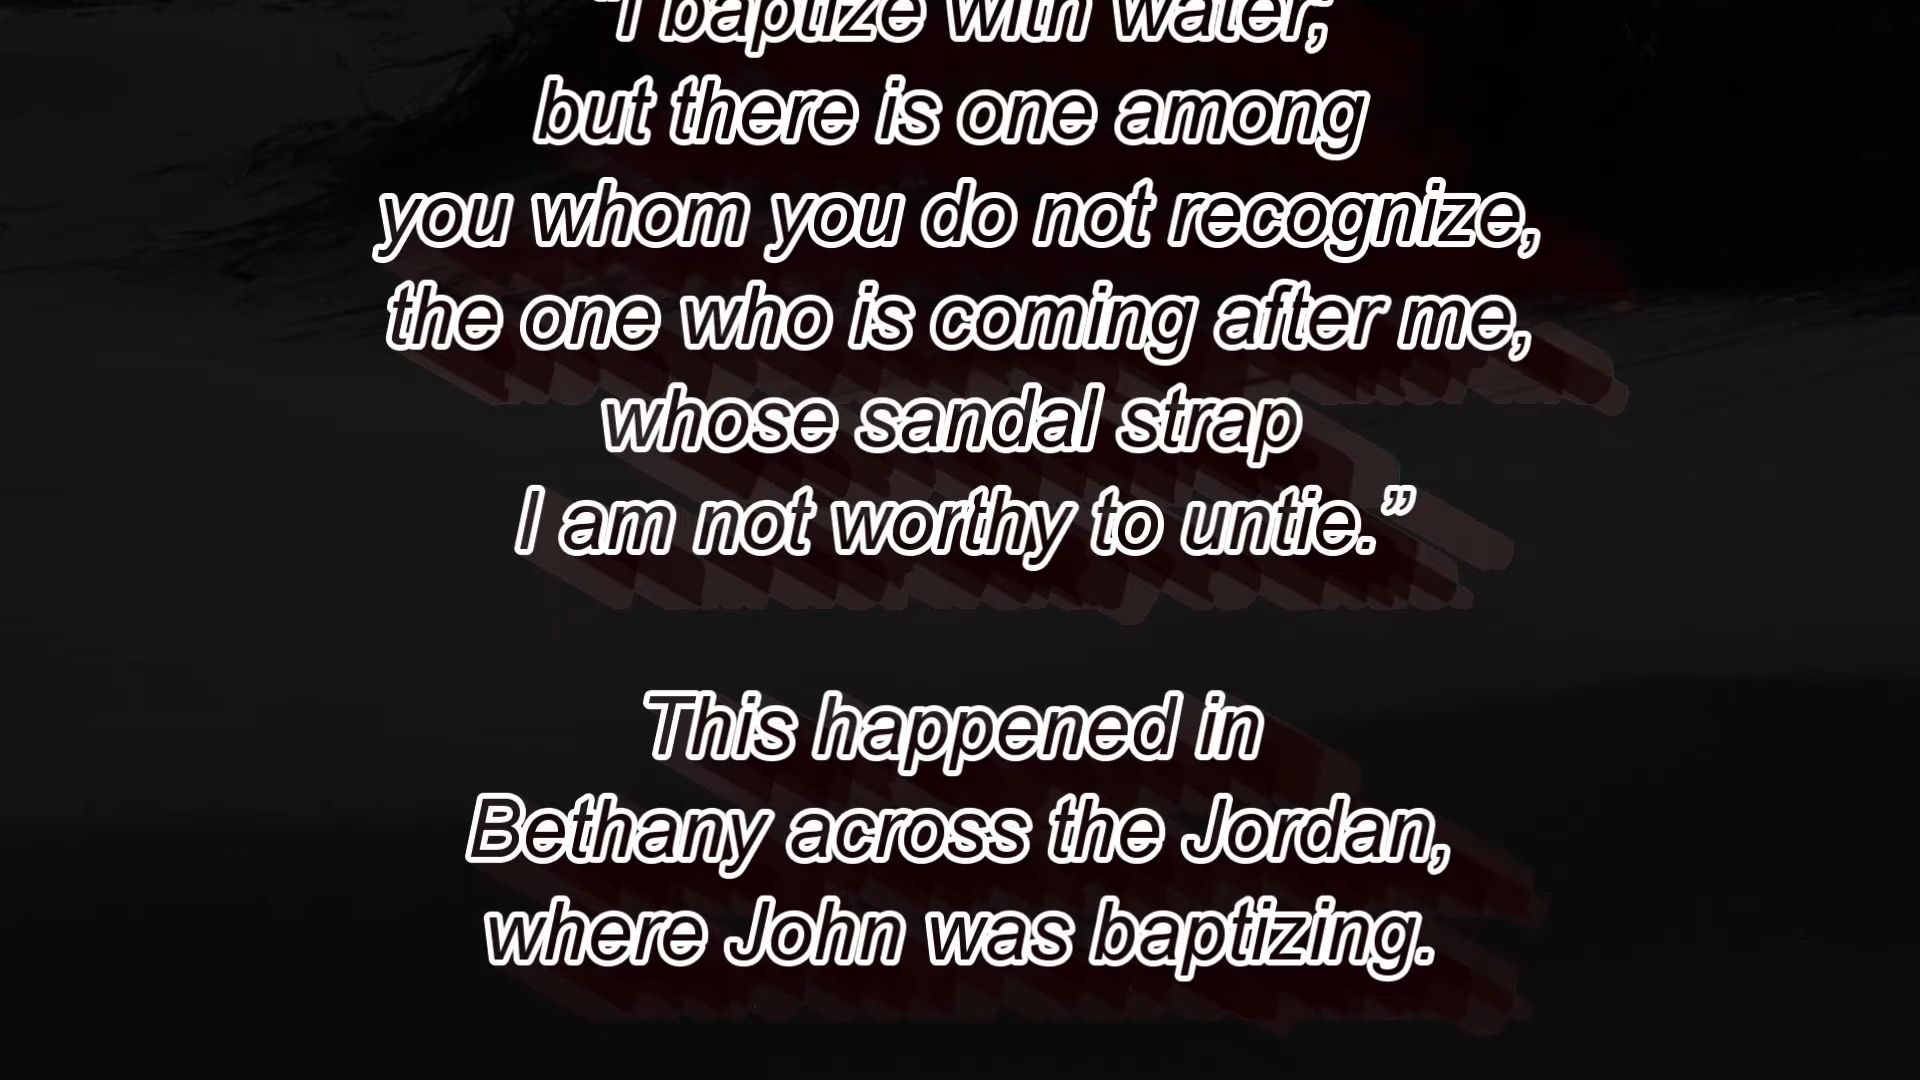 “I baptize with water;
but there is one among
you whom you do not recognize,
the one who is coming after me,
whose sandal strap
I am not worthy to untie.”
This happened in
Bethany across the Jordan,
where John was baptizing.